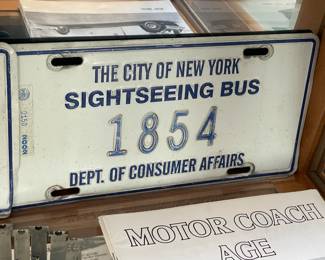 THE CITY OF NEW YORK
SIGHTSEEING BUS
1854
DEPT. OF CONSUMER AFFAIRS
MOTOR COACH
AGE